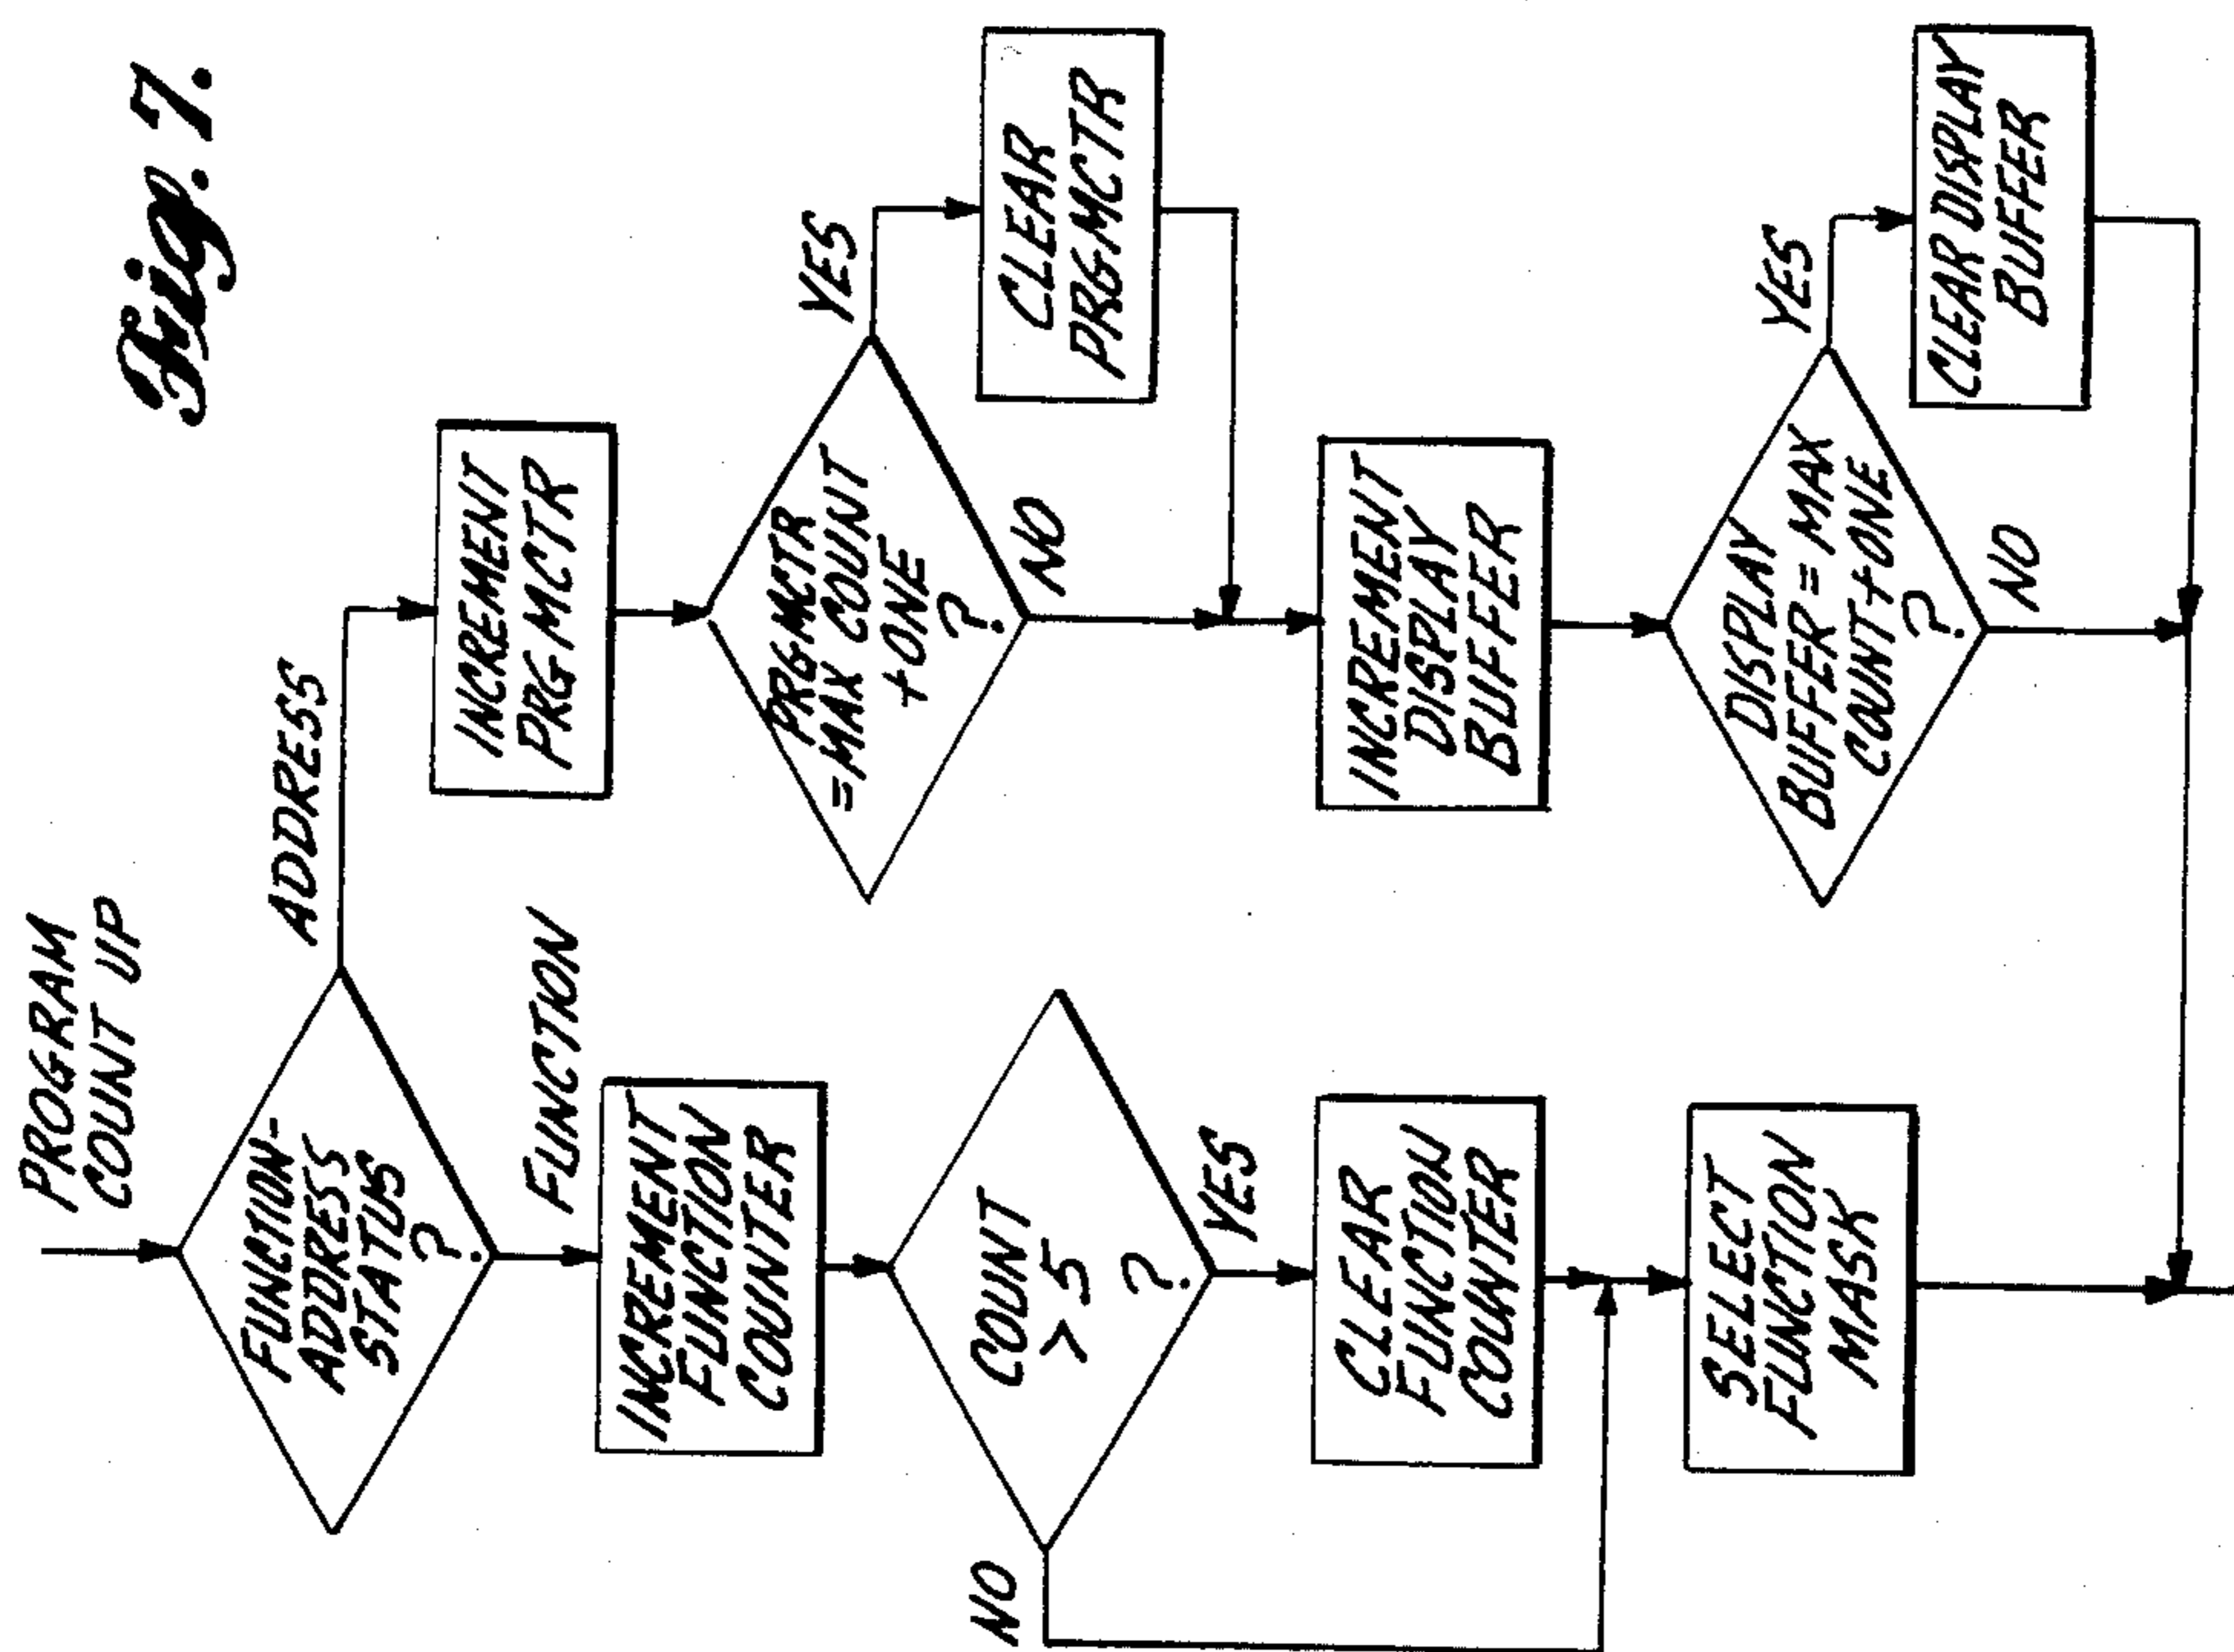 Fig. 7.
PROGRAM
COUNT UP
FUNCTION-
ADDRESS
STATUS
?
ADDRESS
FUNCTION
INCREMENT
FUNCTION
COUNTER
COUNT
> 5
?
NO
YES
CLEAR
FUNCTION
COUNTER
SELECT
FUNCTION
MASK
INCREMENT
PRGMCTR
PRGMCTR
=MAX COUNT
+ ONE
?
YES
NO
CLEAR
PRGMCTR
INCREMENT
DISPLAY
BUFFER
DISPLAY
BUFFER = MAX
COUNT + ONE
?
YES
NO
CLEAR DISPLAY
BUFFER